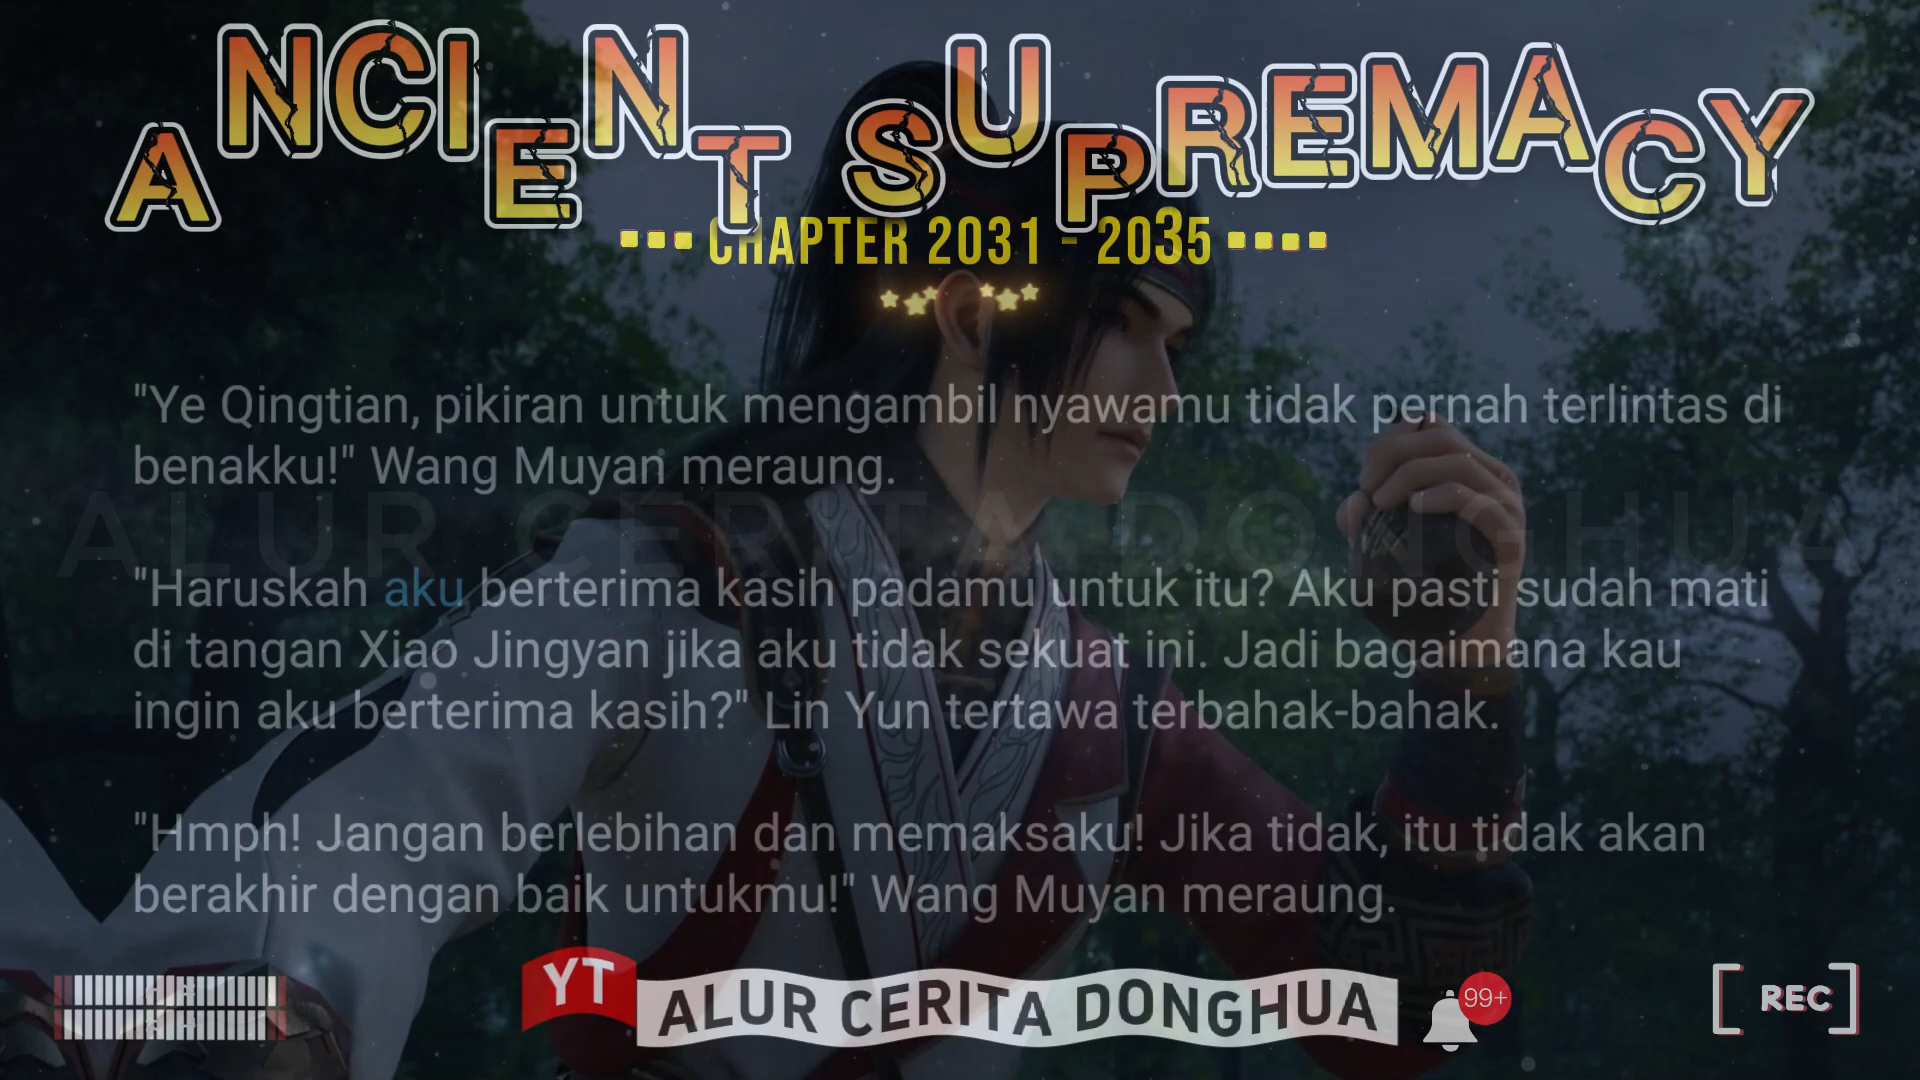 ANCIENT SUPREMACY
CHAPTER 2031 - 2035
"Ye Qingtian, pikiran untuk mengambil nyawamu tidak pernah terlintas di
benakku!" Wang Muyan meraung.
ALUR CERITA DONGHUA
"Haruskah aku berterima kasih padamu untuk itu? Aku pasti sudah mati
di tangan Xiao Jingyan jika aku tidak sekuat ini. Jadi bagaimana kau
ingin aku berterima kasih?" Lin Yun tertawa terbahak-bahak.
"Hmph! Jangan berlebihan dan memaksaku! Jika tidak, itu tidak akan
berakhir dengan baik untukmu!" Wang Muyan meraung.
YT ALUR CERITA DONGHUA
99+
[REC]